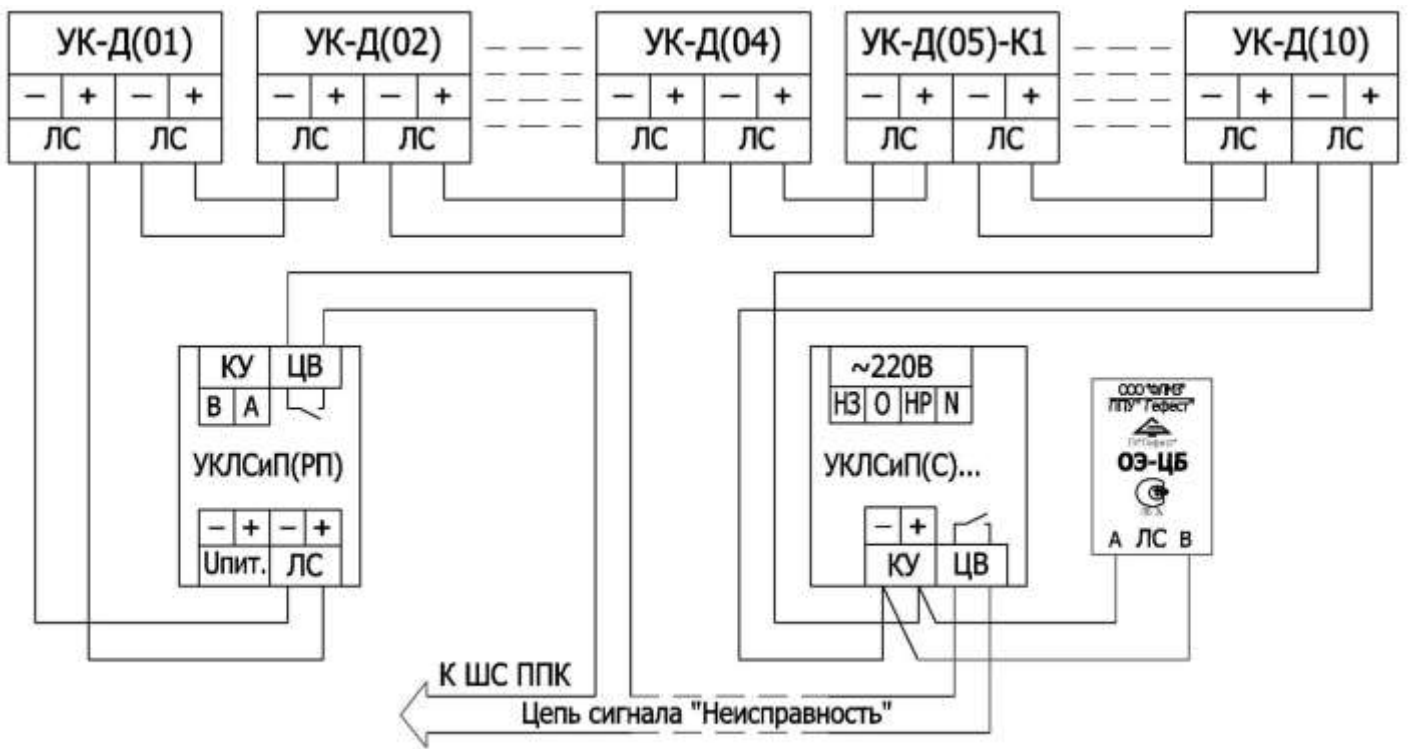 УК-Д(01) УК-Д(02) УК-Д(04) УК-Д(05)-К1 УК-Д(10)
− + − + − + − + − + − + − + − + − + − +
ЛС ЛС ЛС ЛС ЛС ЛС ЛС ЛС ЛС ЛС
КУ ЦВ
В А
УКЛСиП(РП)
− + − +
Uпит. ЛС
~220В
НЗ О НР N
УКЛСиП(С)...
− +
КУ ЦВ
ППУ" Гефест"
ОЭ-ЦБ
А ЛС В
К ШС ППК
Цепь сигнала "Неисправность"